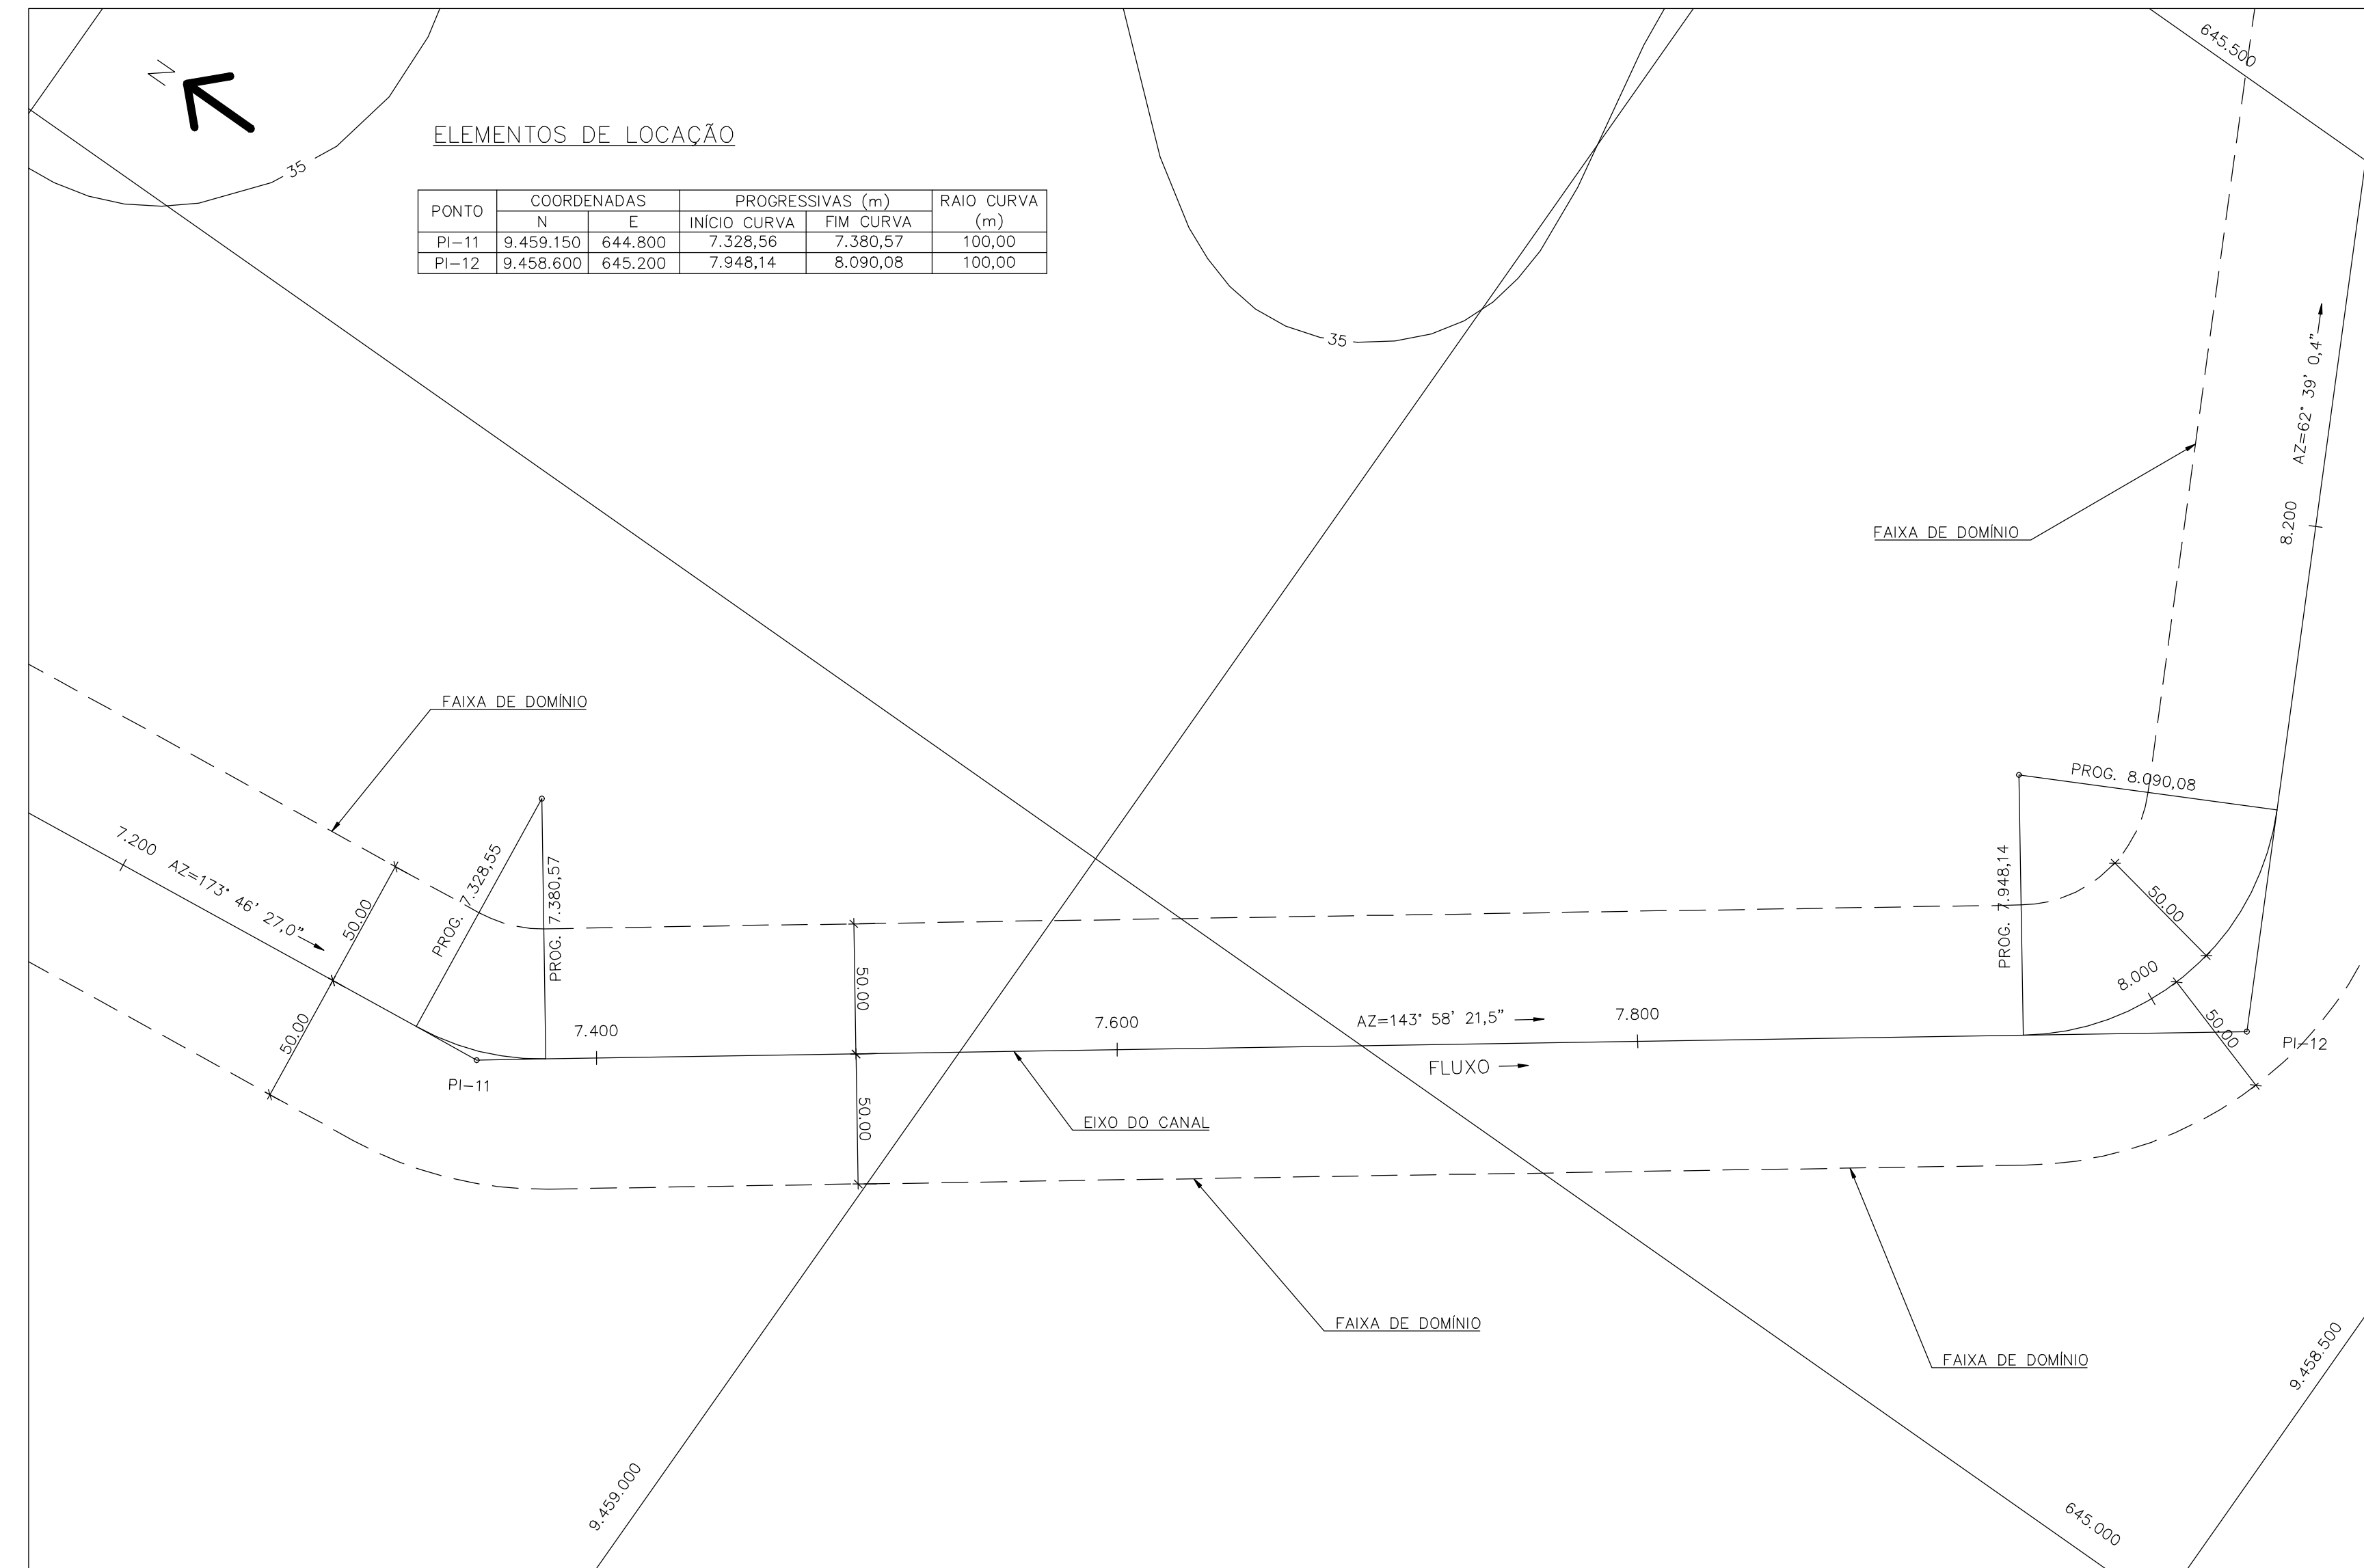 645.500
N
ELEMENTOS DE LOCAÇÃO
35
PONTO COORDENADAS PROGRESSIVAS (m) RAIO CURVA (m)
N E INÍCIO CURVA FIM CURVA
PI-11 9.459.150 644.800 7.328,56 7.380,57 100,00
PI-12 9.458.600 645.200 7.948,14 8.090,08 100,00
35
AZ=62° 39' 0,4"
8.200
FAIXA DE DOMÍNIO
FAIXA DE DOMÍNIO
PROG. 8.090,08
7.200
AZ=173° 46' 27,0"
50.00
50.00
PROG. 7.328,55
PROG. 7.380,57
50.00
50.00
PROG. 7.948,14
50.00
8.000
50.00
7.400
7.600
AZ=143° 58' 21,5"
7.800
FLUXO
PI-11
PI-12
EIXO DO CANAL
FAIXA DE DOMÍNIO
FAIXA DE DOMÍNIO
9.458.500
9.459.000
645.000